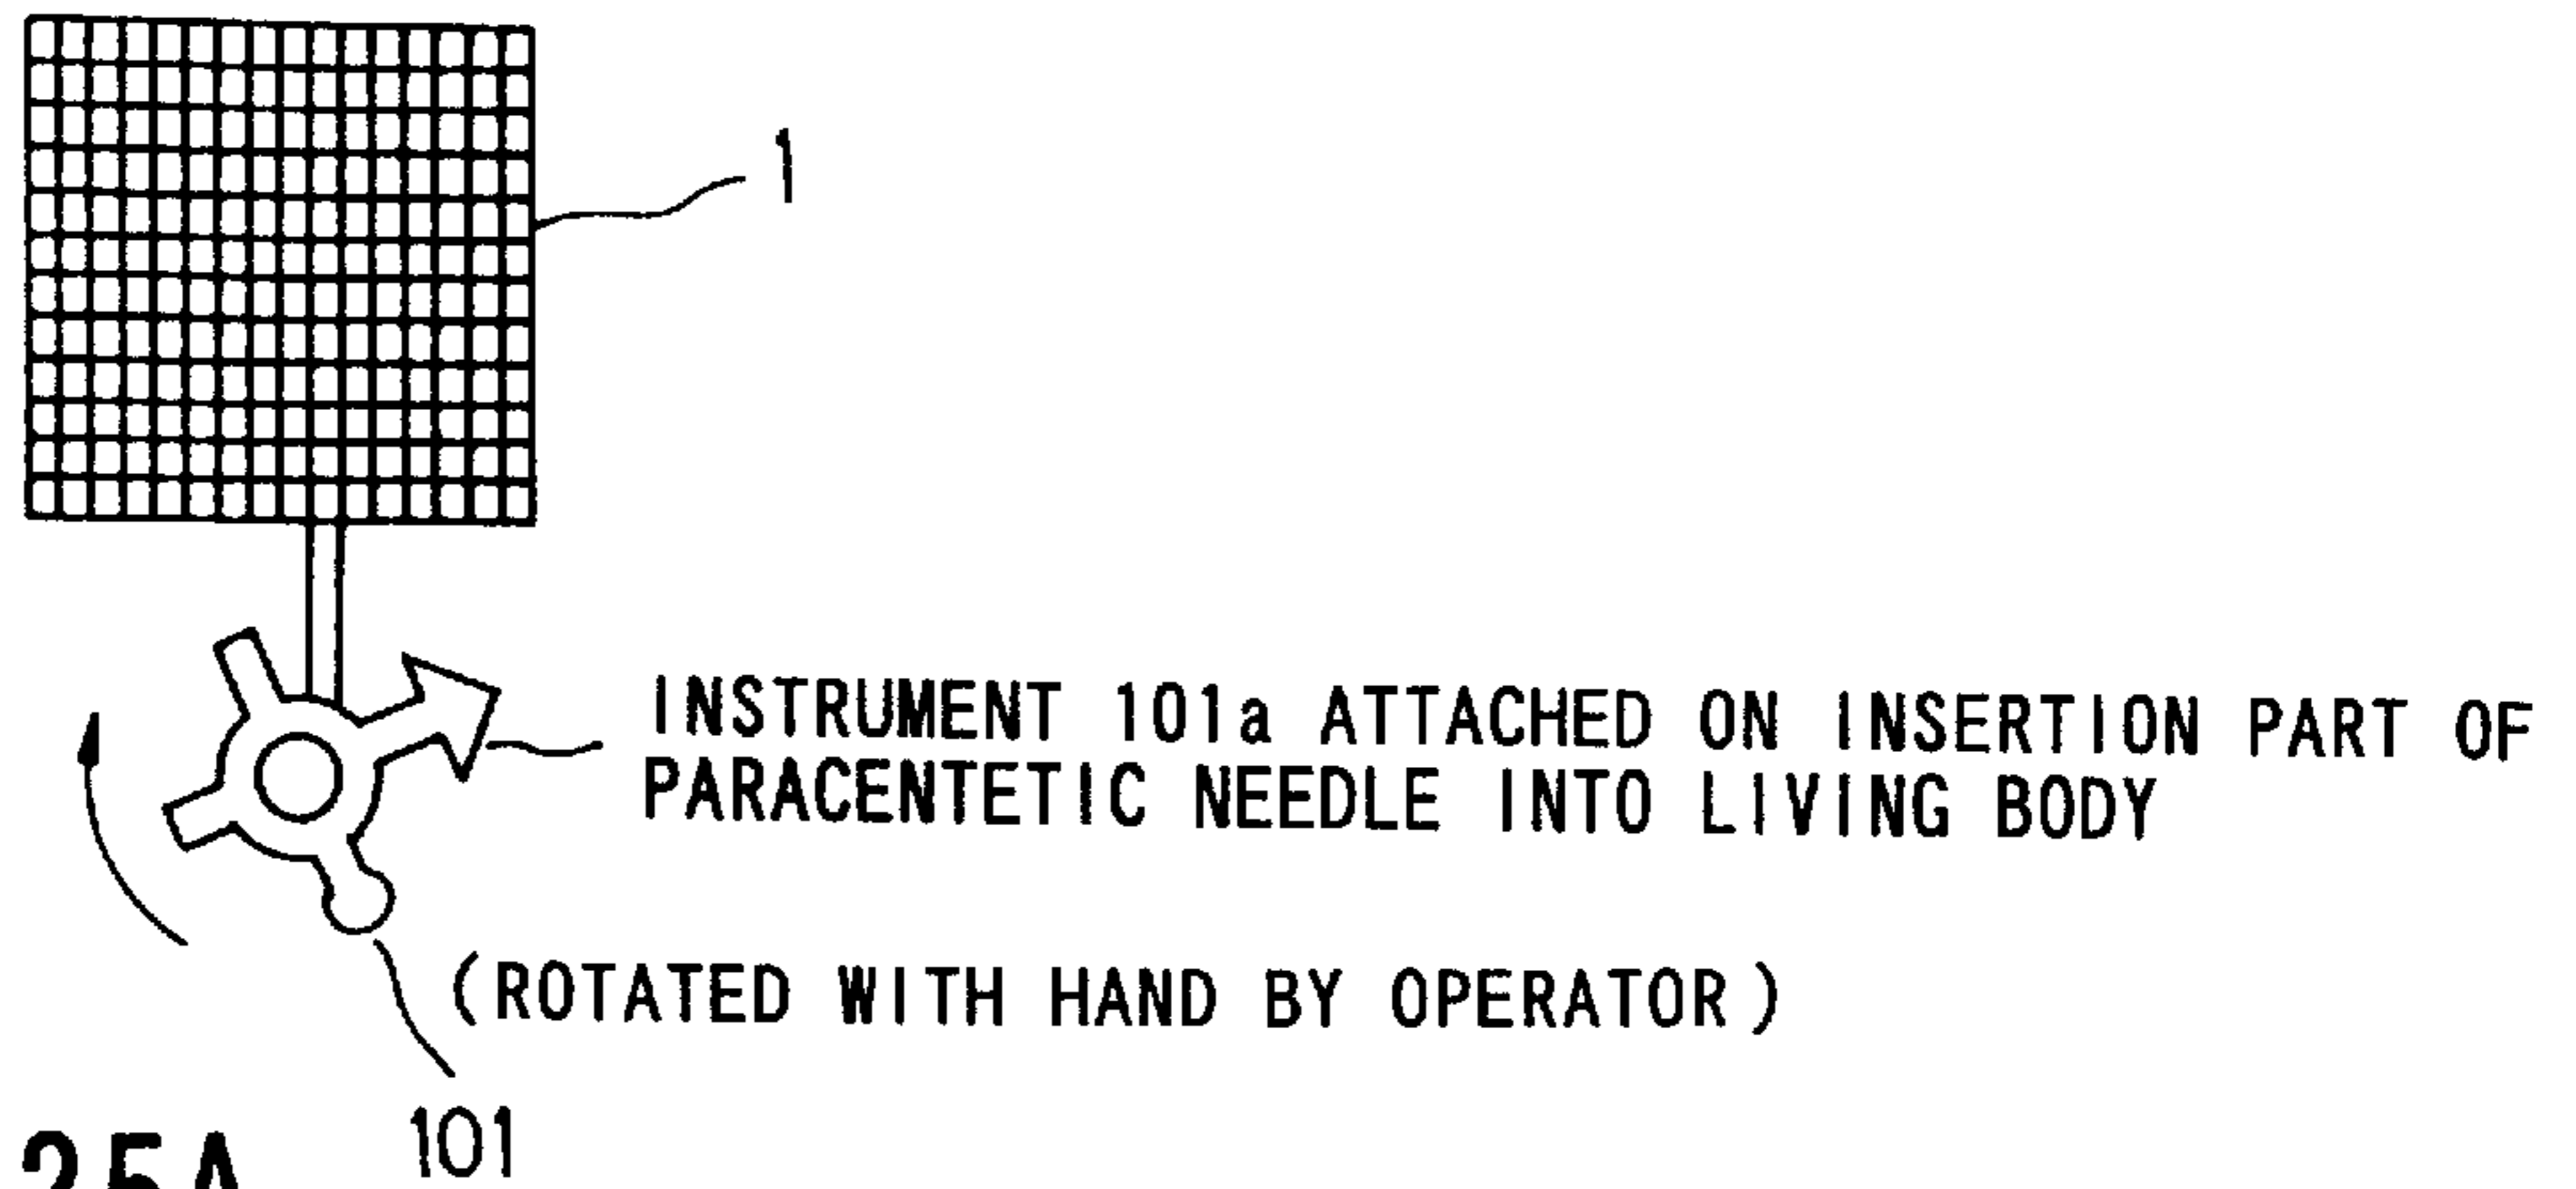 1
INSTRUMENT 101a ATTACHED ON INSERTION PART OF
PARACENTETIC NEEDLE INTO LIVING BODY
(ROTATED WITH HAND BY OPERATOR)
101
25A